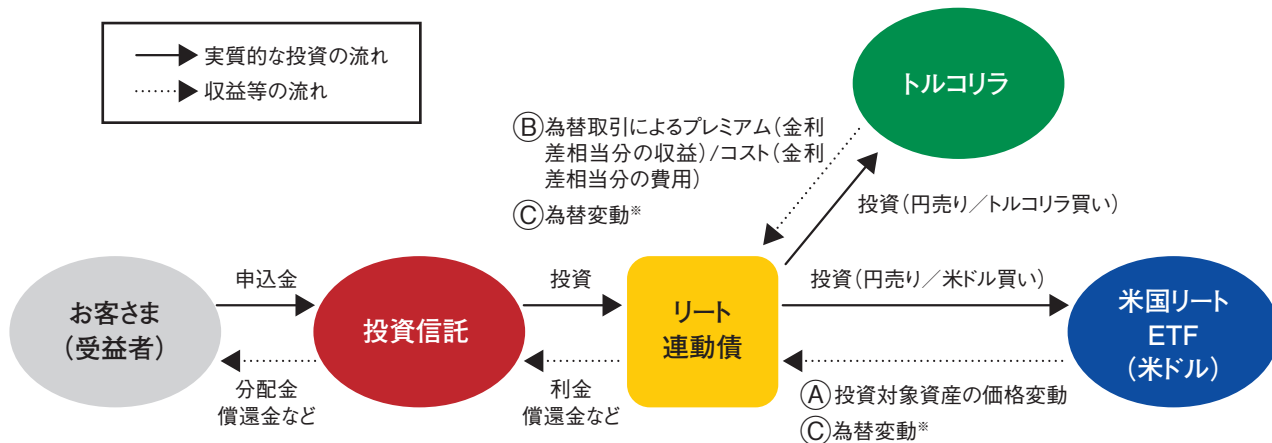 実質的な投資の流れ
収益等の流れ
トルコリラ
Ⓑ為替取引によるプレミアム（金利
差相当分の収益）/コスト（金利
差相当分の費用）
Ⓒ為替変動※
投資（円売り／トルコリラ買い）
お客さま
（受益者）
申込金
分配金
償還金など
投資信託
投資
利金
償還金など
リート
連動債
投資（円売り／米ドル買い）
Ⓐ投資対象資産の価格変動
Ⓒ為替変動※
米国リート
ETF
（米ドル）